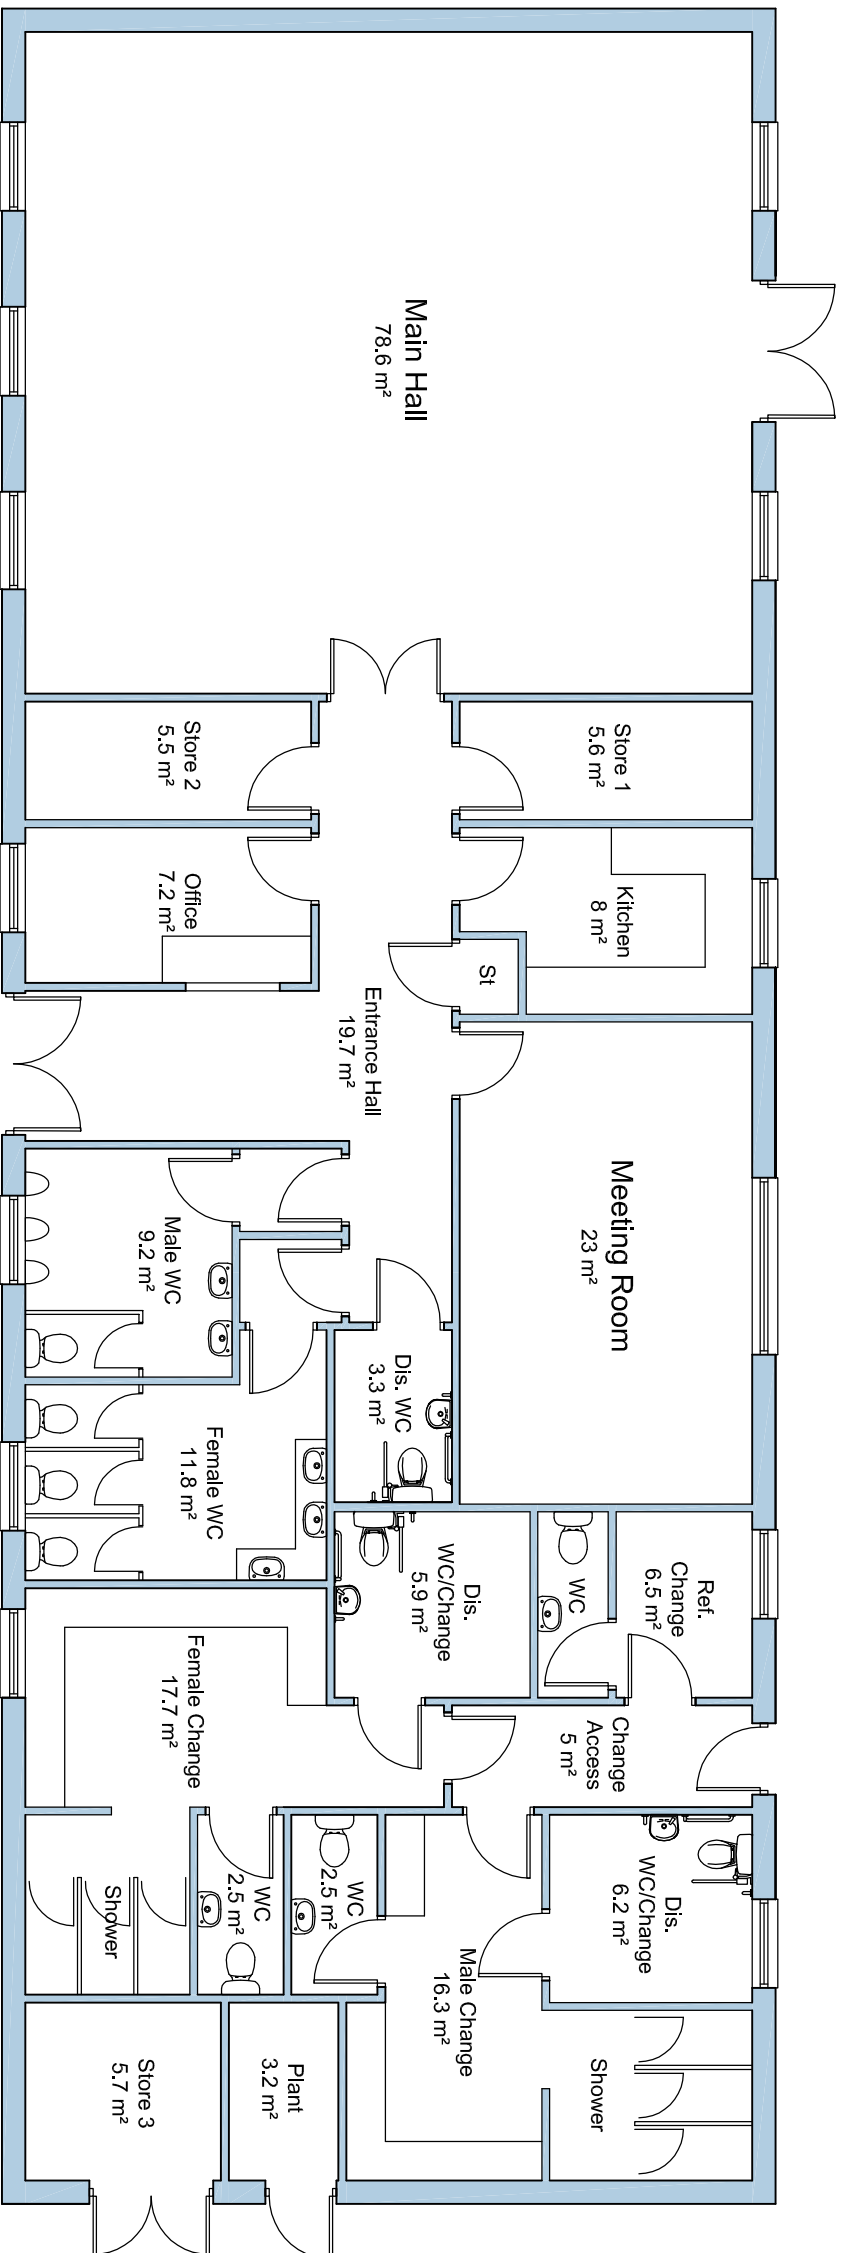 Main Hall
78.6 m²
Store 1
5.6 m²
Store 2
5.5 m²
Kitchen
8 m²
Office
7.2 m²
St
Entrance Hall
19.7 m²
Meeting Room
23 m²
Male WC
9.2 m²
Dis. WC
3.3 m²
Female WC
11.8 m²
Ref.
Change
6.5 m²
WC
Dis.
WC/Change
5.9 m²
Female Change
17.7 m²
Change
Access
5 m²
Dis.
WC/Change
6.2 m²
WC
2.5 m²
WC
2.5 m²
Shower
Male Change
16.3 m²
Shower
Plant
3.2 m²
Store 3
5.7 m²